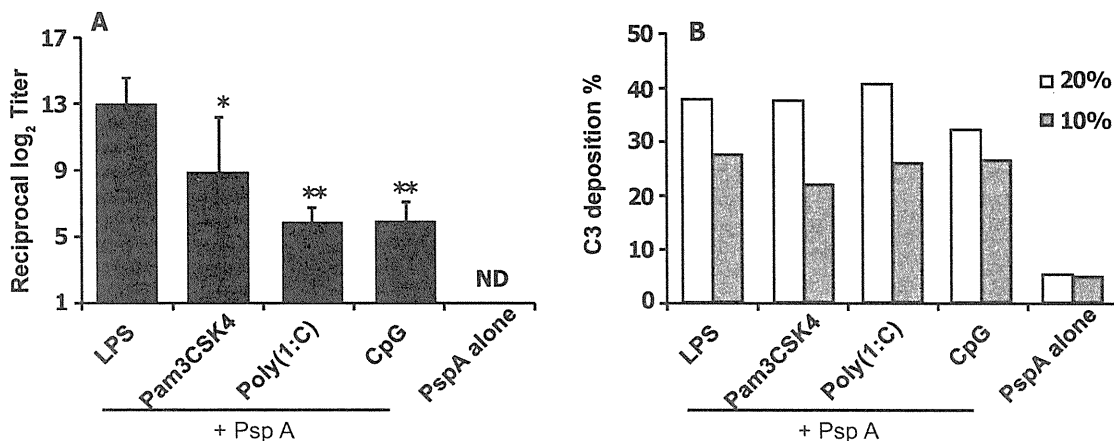 A
Reciprocal log2 Titer
17
13
9
5
1
*
**
**
ND
LPS
Pam3CSK4
Poly(1:C)
CpG
PspA alone
+ Psp A
B
C3 deposition %
50
40
30
20
10
0
20%
10%
LPS
Pam3CSK4
Poly(1:C)
CpG
PspA alone
+ Psp A